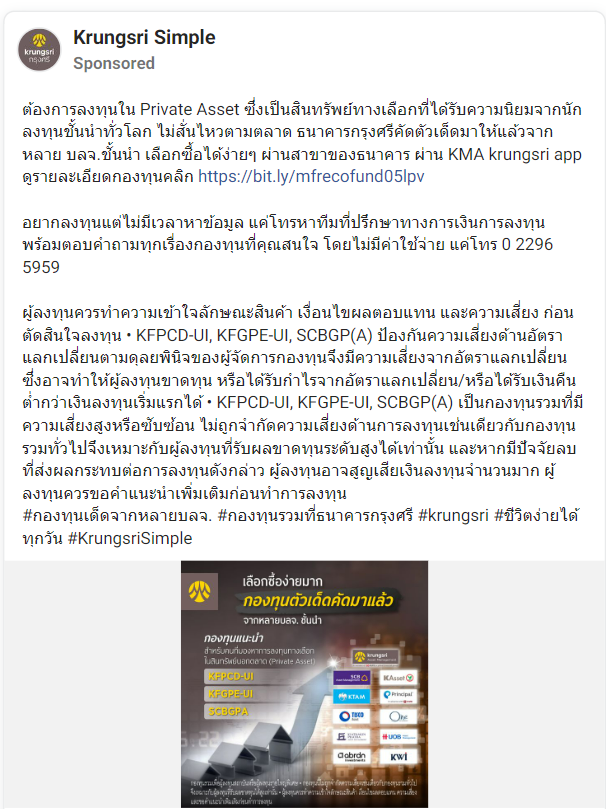 krungsri
กรุงศรี
Krungsri Simple
Sponsored
ต้องการลงทุนใน Private Asset ซึ่งเป็นสินทรัพย์ทางเลือกที่ได้รับความนิยมจากนัก
ลงทุนชั้นนำทั่วโลก ไม่สั่นไหวตามตลาด ธนาคารกรุงศรีคัดตัวเด็ดมาให้แล้วจาก
หลาย บลจ.ชั้นนำ เลือกซื้อได้ง่ายๆ ผ่านสาขาของธนาคาร ผ่าน KMA krungsri app
ดูรายละเอียดกองทุนคลิก https://bit.ly/mfrecofund05lpv
อยากลงทุนแต่ไม่มีเวลาหาข้อมูล แค่โทรหาทีมที่ปรึกษาทางการเงินการลงทุน
พร้อมตอบคำถามทุกเรื่องกองทุนที่คุณสนใจ โดยไม่มีค่าใช้จ่าย แค่โทร 0 2296
5959
ผู้ลงทุนควรทำความเข้าใจลักษณะสินค้า เงื่อนไขผลตอบแทน และความเสี่ยง ก่อน
ตัดสินใจลงทุน • KFPCD-UI, KFGPE-UI, SCBGP(A) ป้องกันความเสี่ยงด้านอัตรา
แลกเปลี่ยนตามดุลยพินิจของผู้จัดการกองทุนจึงมีความเสี่ยงจากอัตราแลกเปลี่ยน
ซึ่งอาจทำให้ผู้ลงทุนขาดทุน หรือได้รับกำไรจากอัตราแลกเปลี่ยน/หรือได้รับเงินคืน
ต่ำกว่าเงินลงทุนเริ่มแรกได้ • KFPCD-UI, KFGPE-UI, SCBGP(A) เป็นกองทุนรวมที่มี
ความเสี่ยงสูงหรือซับซ้อน ไม่ถูกจำกัดความเสี่ยงด้านการลงทุนเช่นเดียวกับกองทุน
รวมทั่วไปจึงเหมาะกับผู้ลงทุนที่รับผลขาดทุนระดับสูงได้เท่านั้น และหากมีปัจจัยลบ
ที่ส่งผลกระทบต่อการลงทุนดังกล่าว ผู้ลงทุนอาจสูญเสียเงินลงทุนจำนวนมาก ผู้
ลงทุนควรขอคำแนะนำเพิ่มเติมก่อนทำการลงทุน
#กองทุนเด็ดจากหลายบลจ. #กองทุนรวมที่ธนาคารกรุงศรี #krungsri #ชีวิตง่ายได้
ทุกวัน #KrungsriSimple
เลือกซื้อง่ายมาก
กองทุนตัวเด็ดคัดมาแล้ว
จากหลายบลจ. ชั้นนำ
กองทุนแนะนำ
สำหรับคนที่มองหาการลงทุนทางเลือก
ในสินทรัพย์นอกตลาด (Private Asset)
KFPCD-UI
KFGPE-UI
SCBGPA
krungsri
Asset Management
SCB
KAsset
KTAM
Principal
TISCO
One
UOB
abrdn
investments
KWI